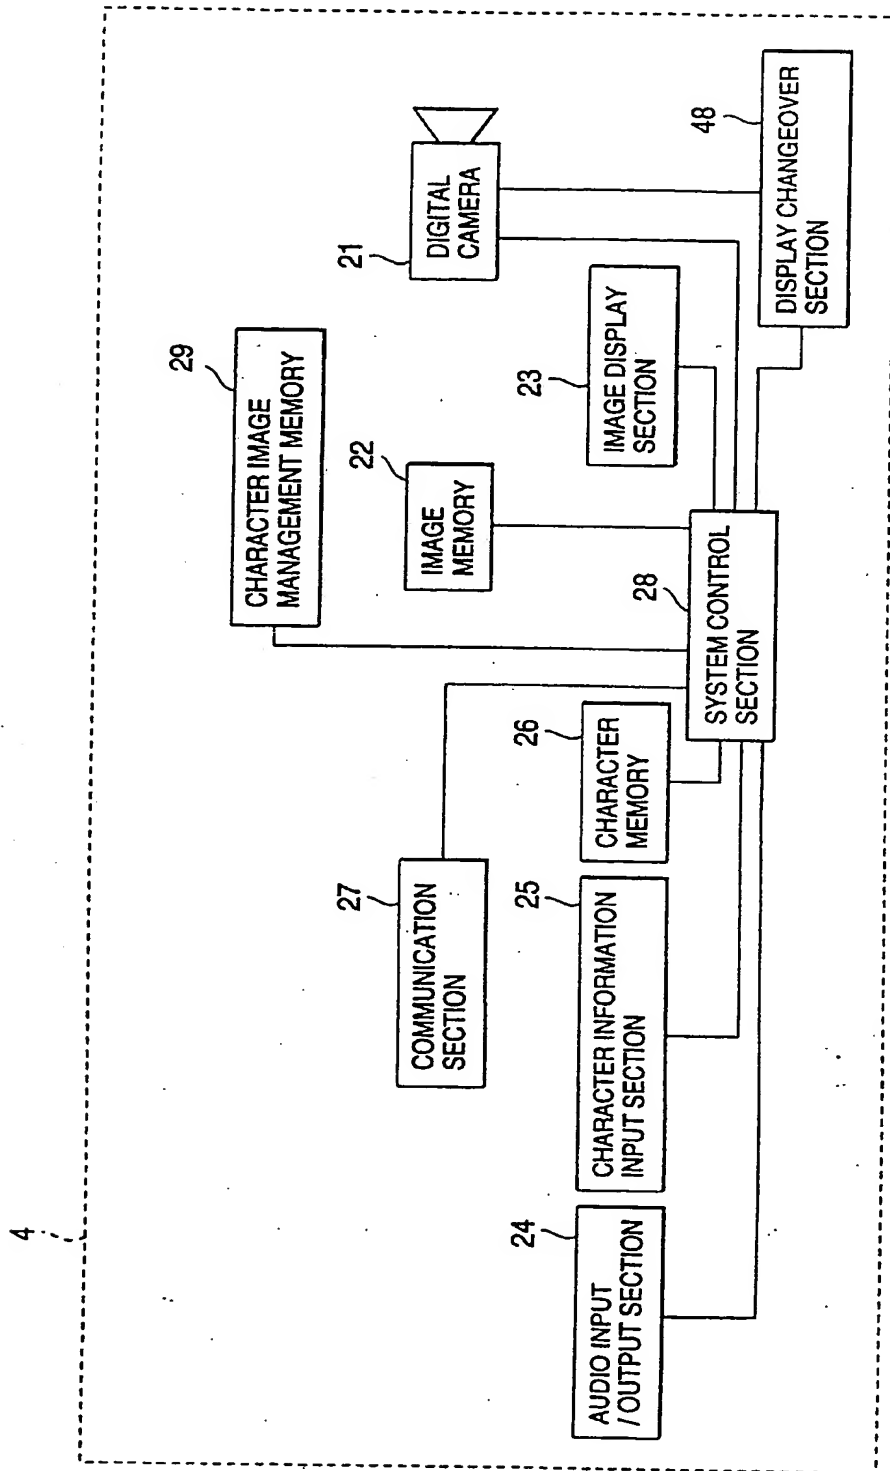 4
29
CHARACTER IMAGE
MANAGEMENT MEMORY
21
DIGITAL
CAMERA
27
COMMUNICATION
SECTION
22
IMAGE
MEMORY
24
AUDIO INPUT
/ OUTPUT SECTION
25
CHARACTER INFORMATION
INPUT SECTION
26
CHARACTER
MEMORY
23
IMAGE DISPLAY
SECTION
28
SYSTEM CONTROL
SECTION
48
DISPLAY CHANGEOVER
SECTION